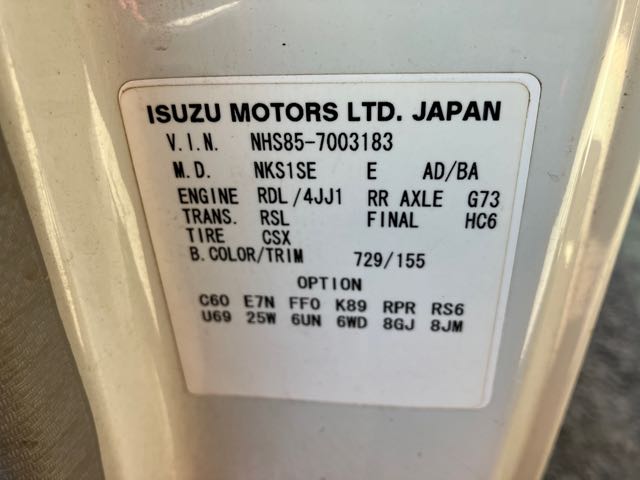 ISUZU MOTORS LTD. JAPAN
V.I.N. NHS85-7003183
M.D. NKS1SE E AD/BA
ENGINE RDL/4JJ1 RR AXLE G73
TRANS. RSL FINAL HC6
TIRE CSX
B.COLOR/TRIM 729/155
OPTION
C60 E7N FF0 K89 RPR RS6
U69 25W 6UN 6WD 8GJ 8JM